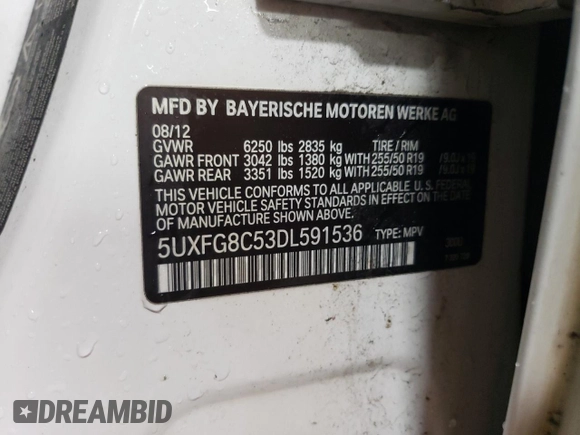 MFD BY BAYERISCHE MOTOREN WERKE AG
08/12
GVWR 6250 lbs 2835 kg TIRE / RIM
GAWR FRONT 3042 lbs 1380 kg WITH 255/50 R19
GAWR REAR 3351 lbs 1520 kg WITH 255/50 R19
THIS VEHICLE CONFORMS TO ALL APPLICABLE U.S. FEDERAL
MOTOR VEHICLE SAFETY STANDARDS IN EFFECT ON THE DATE
OF MANUFACTURE SHOWN ABOVE.
5UXFG8C53DL591536 TYPE: MPV
DREAMBID